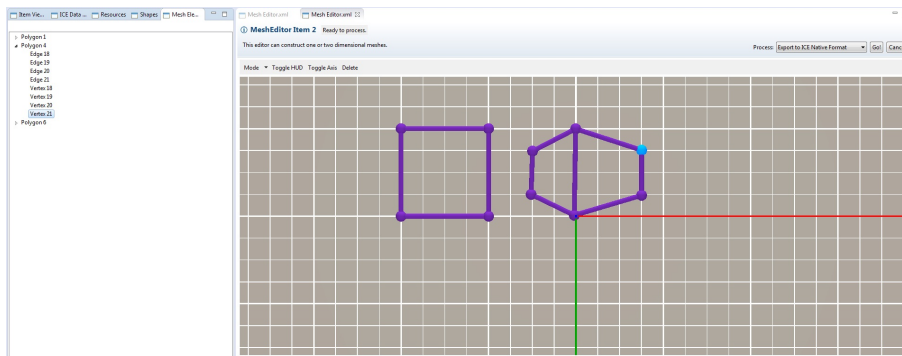 Item Vie... ICE Data ... Resources Shapes Mesh Ele...
Mesh Editor.xml Mesh Editor.xml
MeshEditor Item 2 Ready to process.
This editor can construct one or two dimensional meshes.
Process: Export to ICE Native Format Go! Canc
Mode Toggle HUD Toggle Axis Delete
Polygon 1
Polygon 4
Edge 18
Edge 19
Edge 20
Edge 21
Vertex 18
Vertex 19
Vertex 20
Vertex 21
Polygon 6